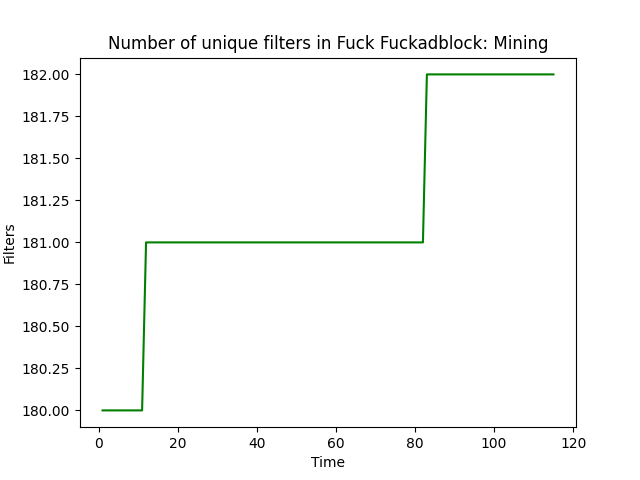 Number of unique filters in Fuck Fuckadblock: Mining
182.00
181.75
181.50
181.25
181.00
180.75
180.50
180.25
180.00
Filters
0 20 40 60 80 100 120
Time